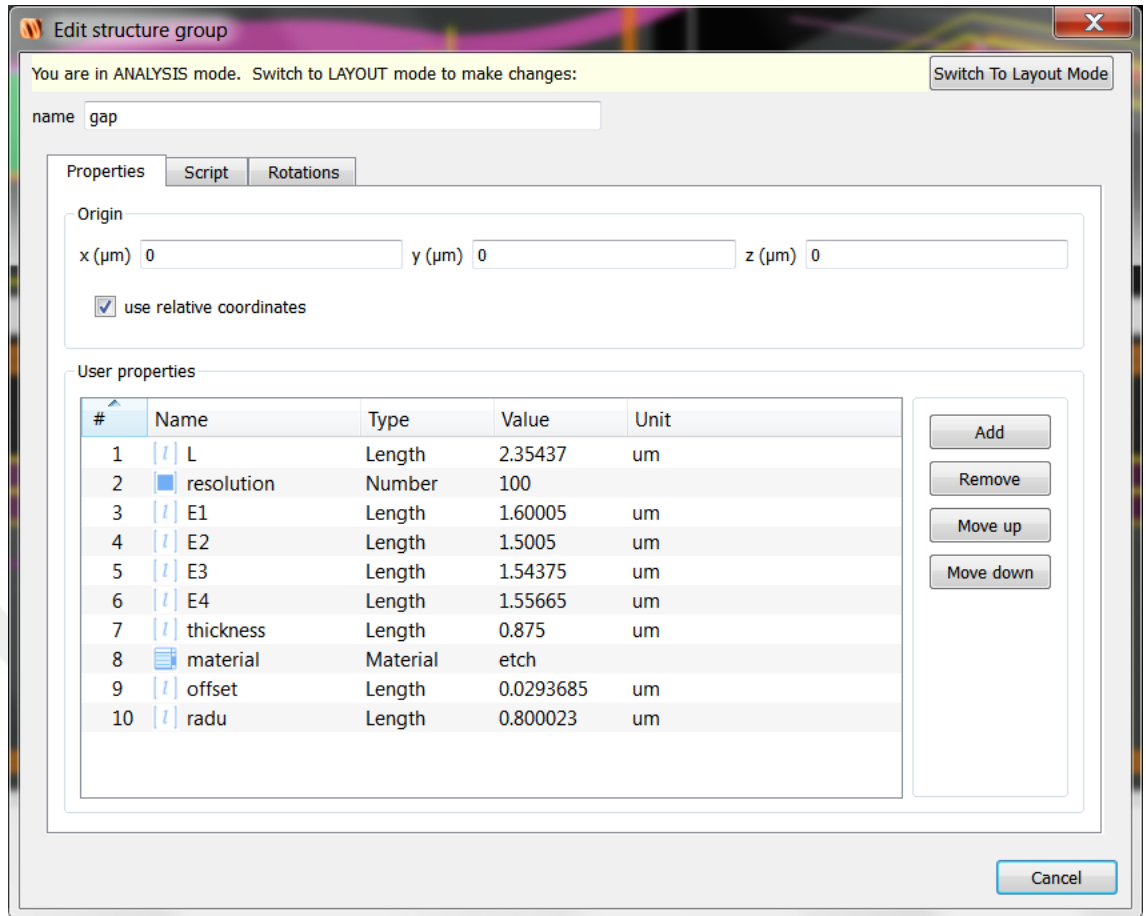 Edit structure group
You are in ANALYSIS mode. Switch to LAYOUT mode to make changes: Switch To Layout Mode
name gap
Properties Script Rotations
Origin
x (µm) 0 y (µm) 0 z (µm) 0
use relative coordinates
User properties
# Name Type Value Unit
1 L Length 2.35437 um
2 resolution Number 100
3 E1 Length 1.60005 um
4 E2 Length 1.5005 um
5 E3 Length 1.54375 um
6 E4 Length 1.55665 um
7 thickness Length 0.875 um
8 material Material etch
9 offset Length 0.0293685 um
10 radu Length 0.800023 um
Add
Remove
Move up
Move down
Cancel